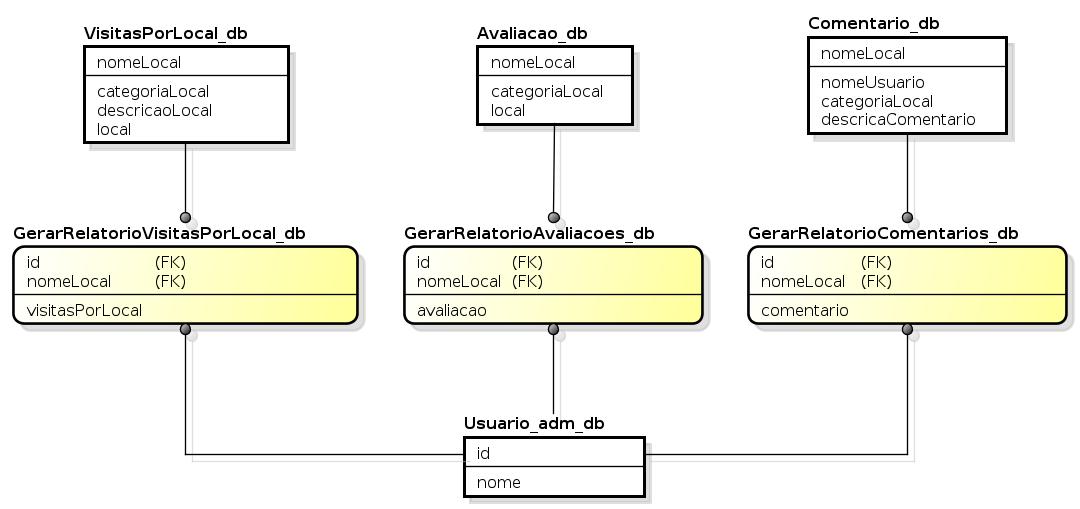 VisitasPorLocal_db
nomeLocal
categoriaLocal
descricaoLocal
local
Avaliacao_db
nomeLocal
categoriaLocal
local
Comentario_db
nomeLocal
nomeUsuario
categoriaLocal
descricaComentario
GerarRelatorioVisitasPorLocal_db
id (FK)
nomeLocal (FK)
visitasPorLocal
GerarRelatorioAvaliacoes_db
id (FK)
nomeLocal (FK)
avaliacao
GerarRelatorioComentarios_db
id (FK)
nomeLocal (FK)
comentario
Usuario_adm_db
id
nome